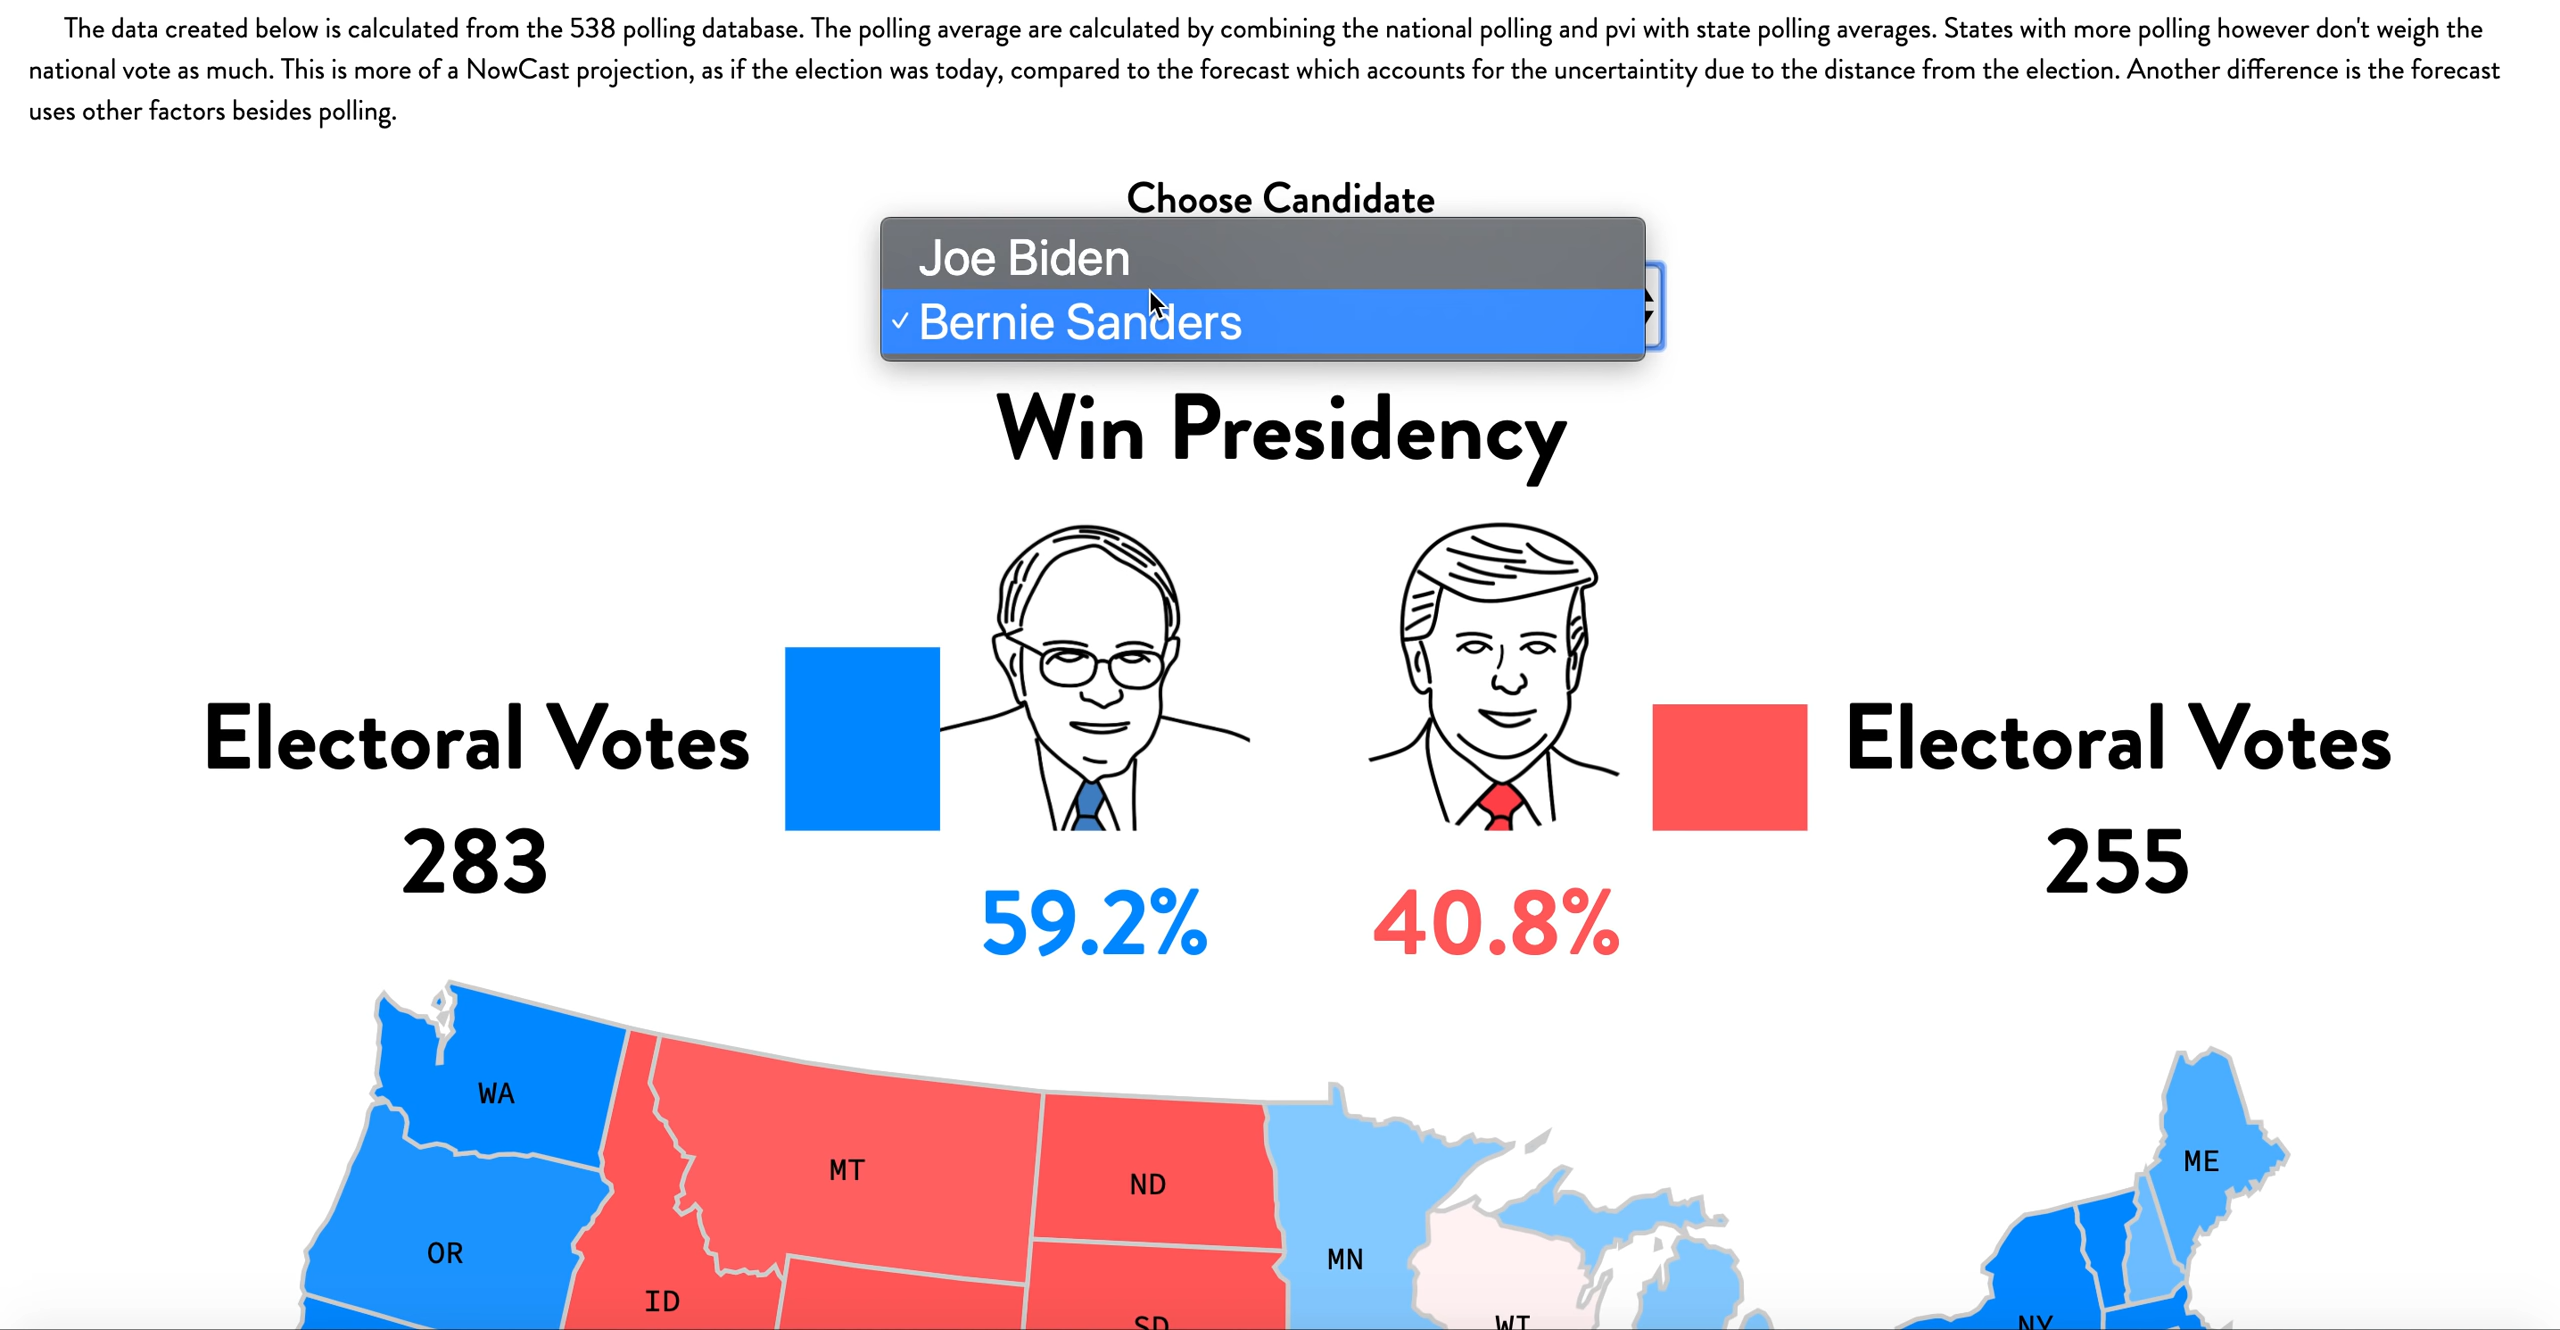 The data created below is calculated from the 538 polling database. The polling average are calculated by combining the national polling and pvi with state polling averages. States with more polling however don't weigh the
national vote as much. This is more of a NowCast projection, as if the election was today, compared to the forecast which accounts for the uncertaintity due to the distance from the election. Another difference is the forecast
uses other factors besides polling.
Choose Candidate
Joe Biden
✓ Bernie Sanders
Win Presidency
Electoral Votes
283
59.2%
40.8%
Electoral Votes
255
WA
MT
ND
ME
OR
MN
ID
SD
WI
NY